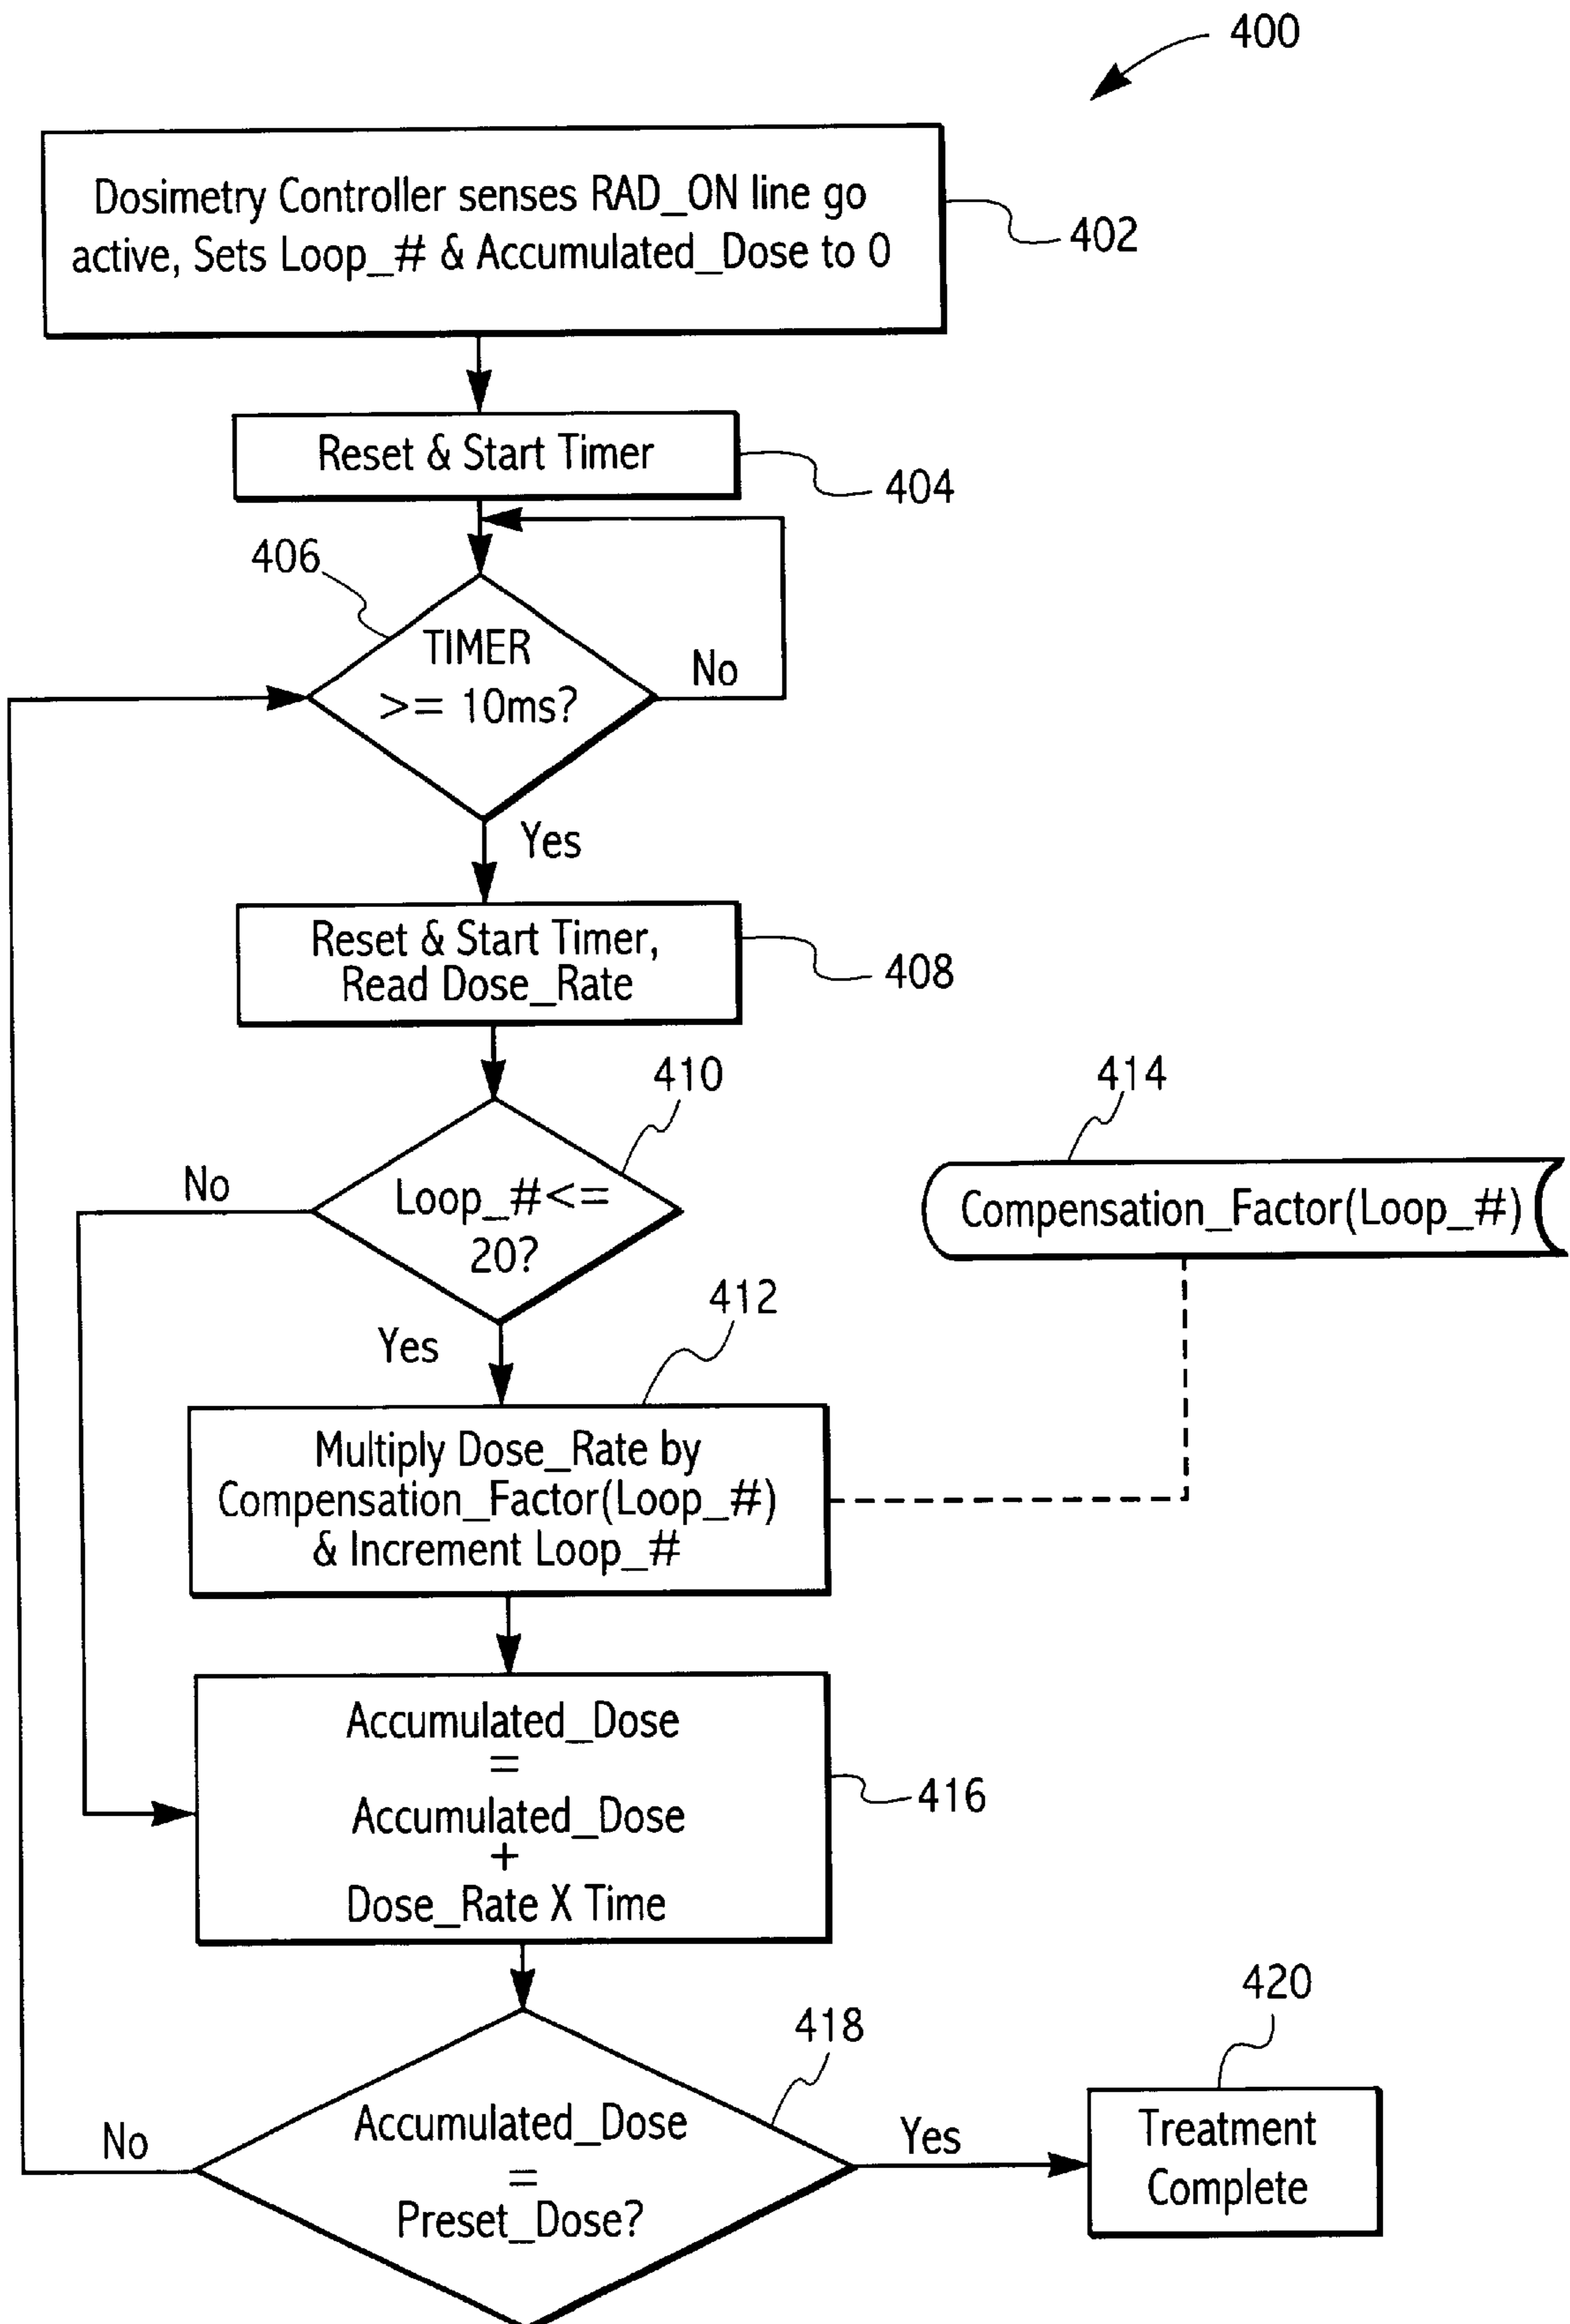 400
Dosimetry Controller senses RAD_ON line go
active, Sets Loop_# & Accumulated_Dose to 0
402
Reset & Start Timer
404
406
TIMER
>= 10ms?
No
Yes
Reset & Start Timer,
Read Dose_Rate
408
410
Loop_#<=
20?
No
Yes
414
Compensation_Factor(Loop_#)
412
Multiply Dose_Rate by
Compensation_Factor(Loop_#)
& Increment Loop_#
Accumulated_Dose
=
Accumulated_Dose
+
Dose_Rate X Time
416
418
Accumulated_Dose
=
Preset_Dose?
No
Yes
420
Treatment
Complete